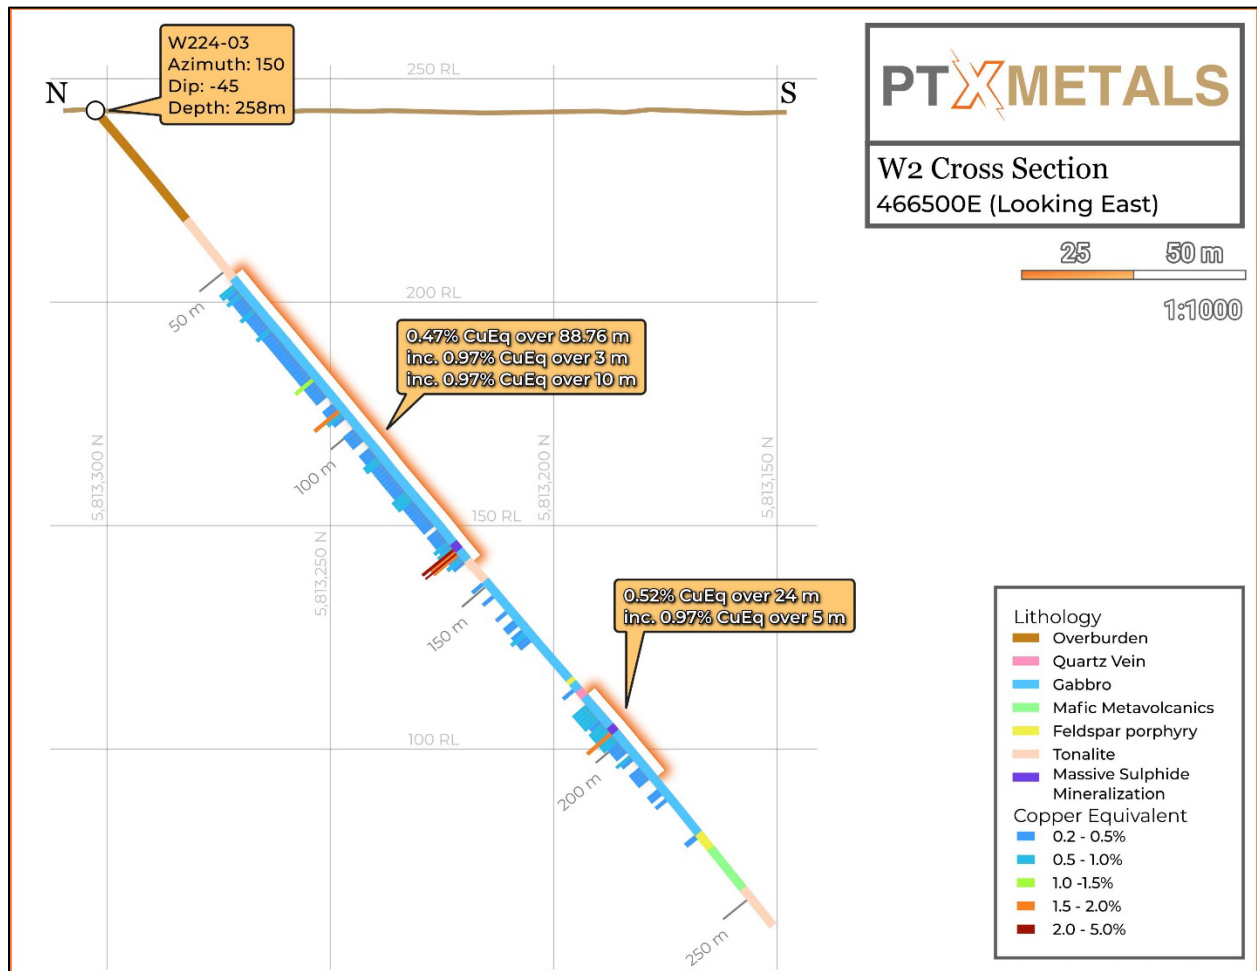 W224-03
Azimuth: 150
Dip: -45
Depth: 258m
N
S
250 RL
PTXMETALS
W2 Cross Section
466500E (Looking East)
25 50 m
1:1000
200 RL
50 m
0.47% CuEq over 88.76 m
inc. 0.97% CuEq over 3 m
inc. 0.97% CuEq over 10 m
100 m
5,813,300 N
5,813,250 N
5,813,200 N
5,813,150 N
150 RL
150 m
0.52% CuEq over 24 m
inc. 0.97% CuEq over 5 m
100 RL
200 m
250 m
Lithology
Overburden
Quartz Vein
Gabbro
Mafic Metavolcanics
Feldspar porphyry
Tonalite
Massive Sulphide
Mineralization
Copper Equivalent
0.2 - 0.5%
0.5 - 1.0%
1.0 -1.5%
1.5 - 2.0%
2.0 - 5.0%